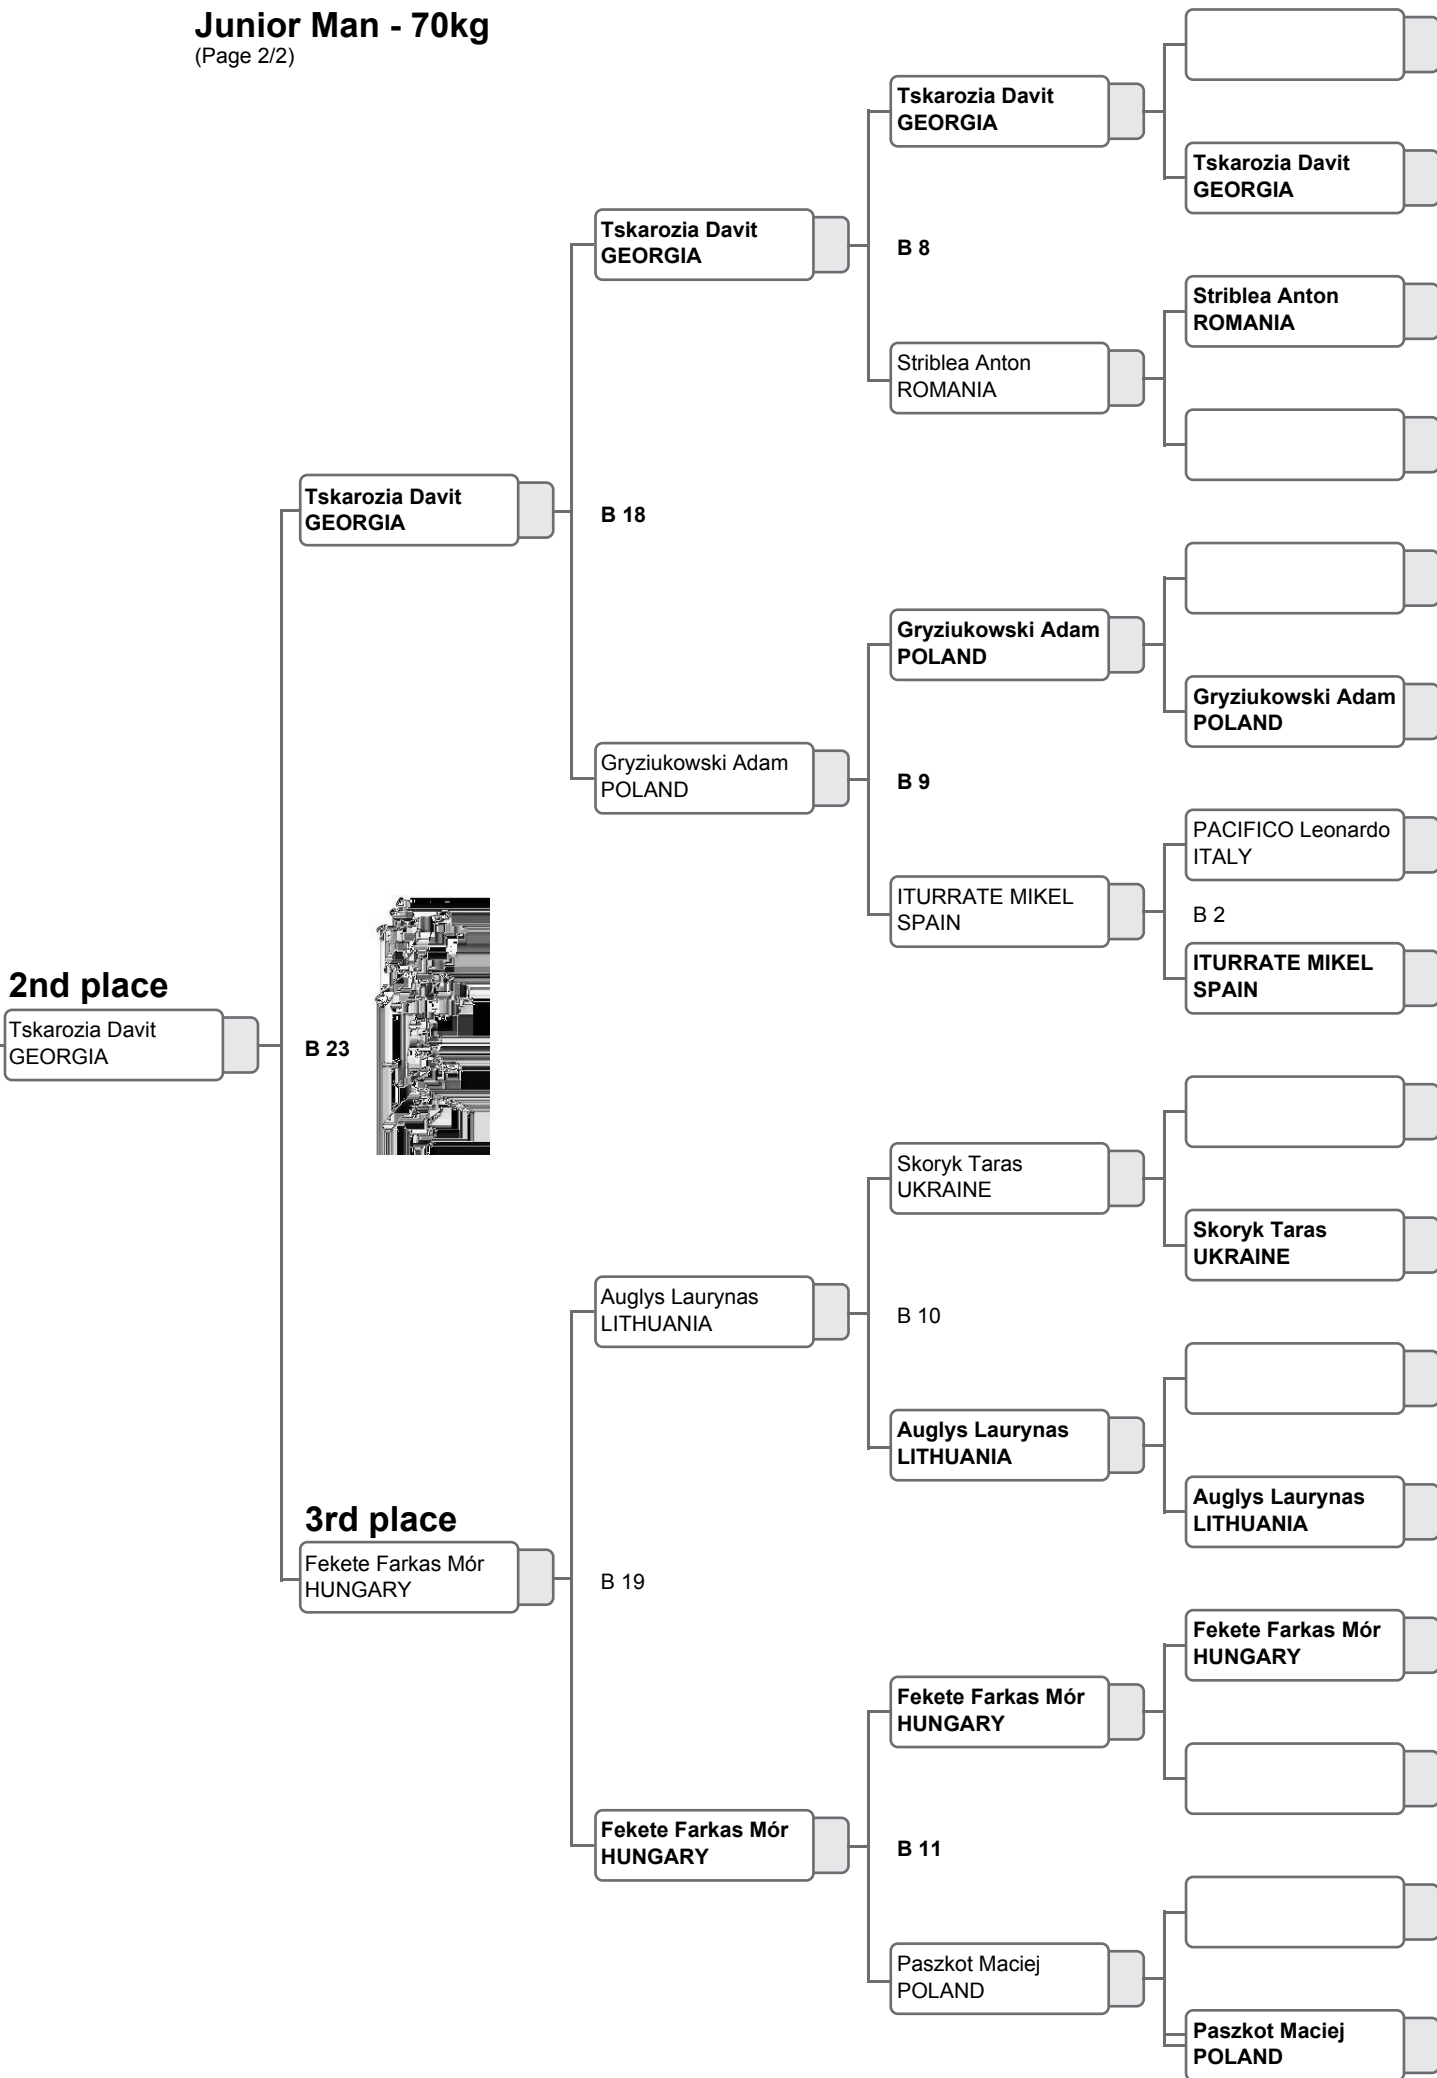 Junior Man - 70kg
(Page 2/2)
Tskarozia Davit
GEORGIA
Tskarozia Davit
GEORGIA
Tskarozia Davit
GEORGIA
B 8
Striblea Anton
ROMANIA
Striblea Anton
ROMANIA
Tskarozia Davit
GEORGIA
B 18
Gryziukowski Adam
POLAND
Gryziukowski Adam
POLAND
Gryziukowski Adam
POLAND
B 9
PACIFICO Leonardo
ITALY
ITURRATE MIKEL
SPAIN
B 2
ITURRATE MIKEL
SPAIN
2nd place
Tskarozia Davit
GEORGIA
B 23
Skoryk Taras
UKRAINE
Skoryk Taras
UKRAINE
Auglys Laurynas
LITHUANIA
B 10
Auglys Laurynas
LITHUANIA
Auglys Laurynas
LITHUANIA
3rd place
Fekete Farkas Mór
HUNGARY
B 19
Fekete Farkas Mór
HUNGARY
Fekete Farkas Mór
HUNGARY
Fekete Farkas Mór
HUNGARY
B 11
Paszkot Maciej
POLAND
Paszkot Maciej
POLAND